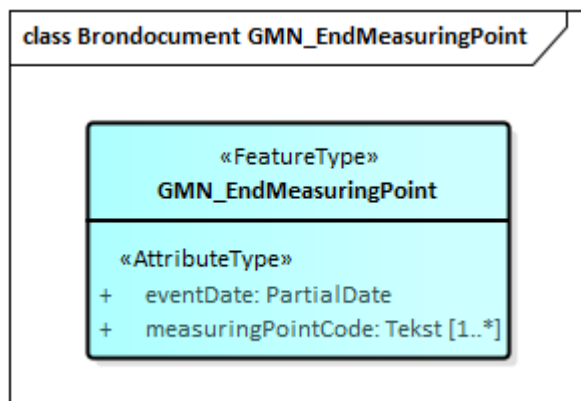 class Brondocument GMN_EndMeasuringPoint
«FeatureType»
GMN_EndMeasuringPoint
«AttributeType»
+ eventDate: PartialDate
+ measuringPointCode: Tekst [1..*]